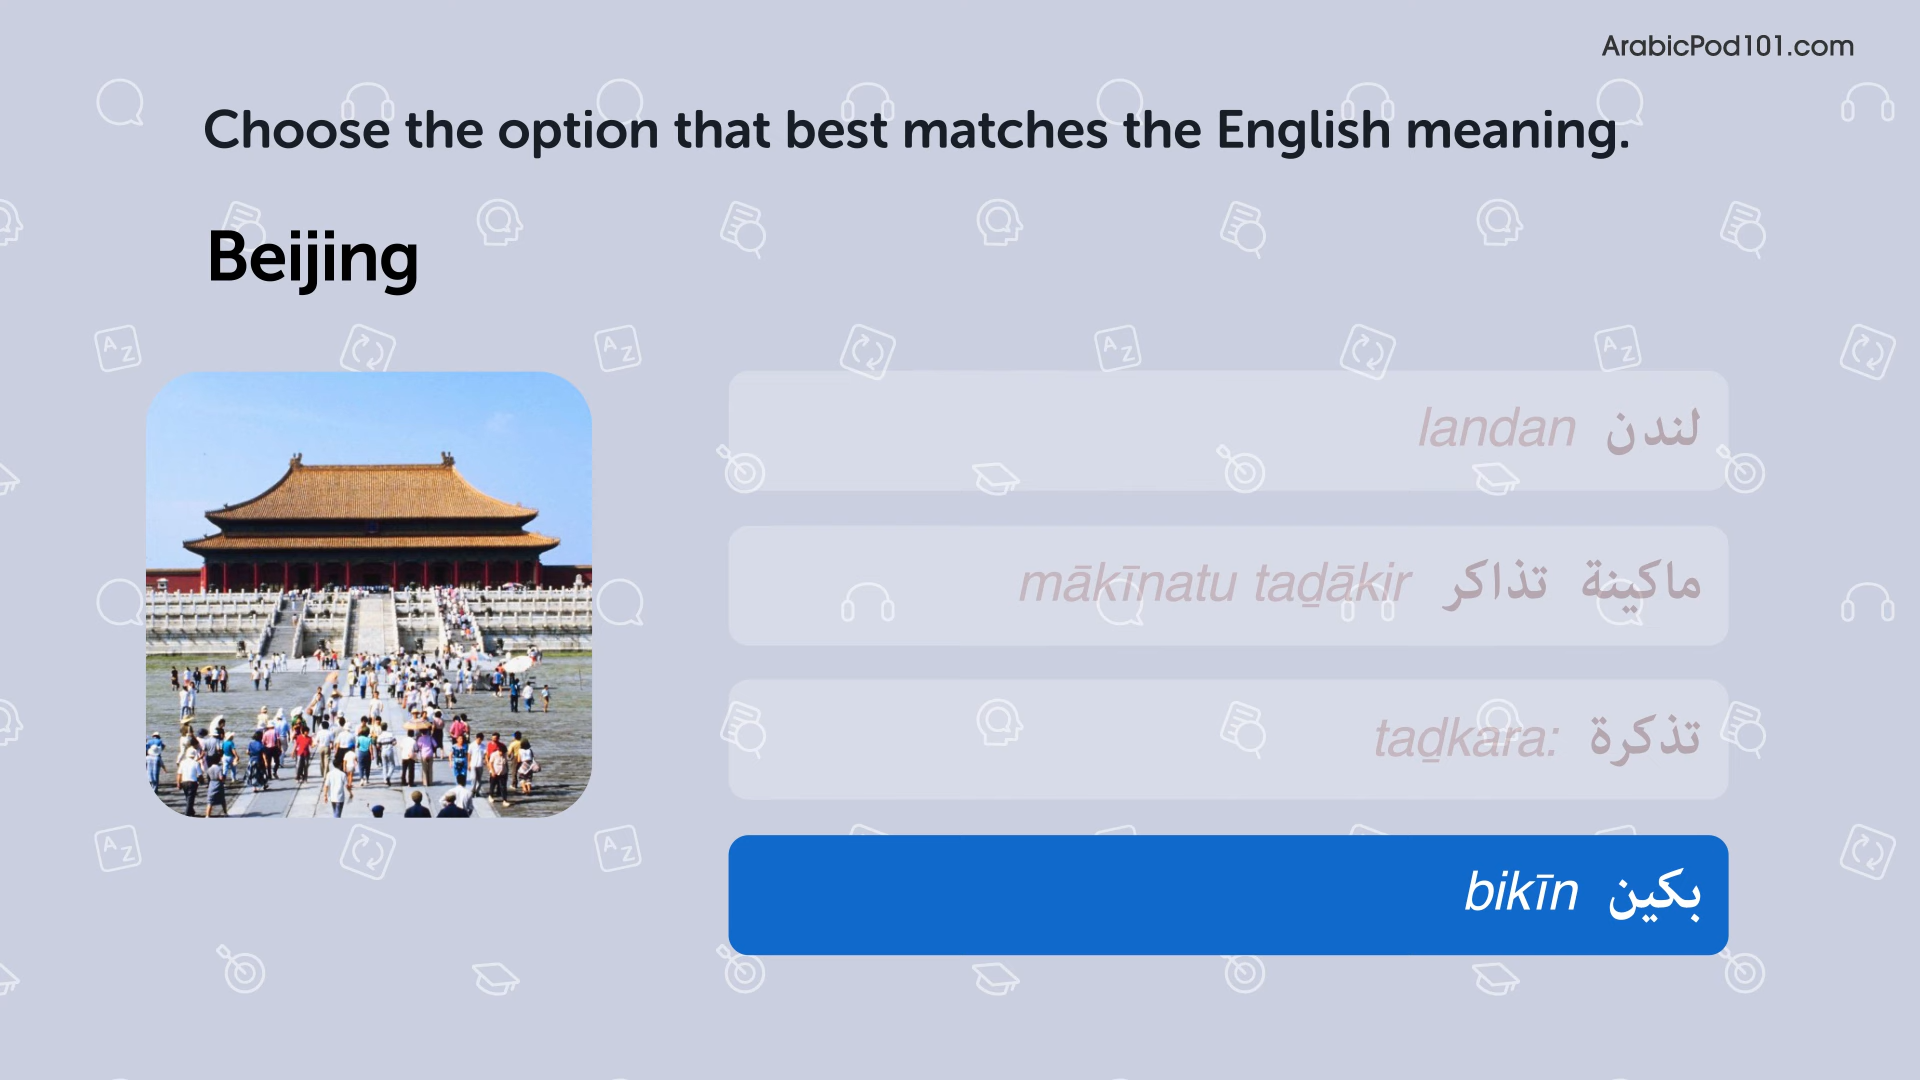 ArabicPod101.com
Choose the option that best matches the English meaning.
Beijing
لندن landan
ماكينة تذاكر mākīnatu taḏākir
تذكرة taḏkara:
بكين bikīn